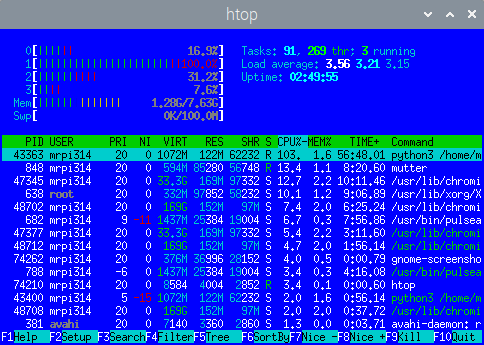 htop
0[||||| 16.9%] Tasks: 91, 269 thr; 3 running
1[||||||||||||||||||||||||100.0%] Load average: 3.56 3.21 3.15
2[|||||||| 31.2%] Uptime: 02:49:55
3[||| 7.6%]
Mem[|||||||||||||| 1.28G/7.63G]
Swp[ 0K/100.0M]
PID USER PRI NI VIRT RES SHR S CPU%-MEM% TIME+ Command
43363 mrpi314 20 0 1072M 122M 62232 R 103. 1.6 56:48.01 python3 /home/m
848 mrpi314 20 0 594M 85280 56748 R 13.4 1.1 8:20.60 mutter
47345 mrpi314 20 0 33.3G 169M 97332 S 12.7 2.2 10:11.46 /usr/lib/chromi
638 root 20 0 332M 97852 58232 S 10.1 1.2 9:06.89 /usr/lib/xorg/X
48702 mrpi314 20 0 169G 152M 104M S 7.4 2.0 6:25.24 /usr/lib/chromi
682 mrpi314 9 -11 1437M 25384 19004 S 6.7 0.3 7:56.86 /usr/bin/pulsea
47377 mrpi314 20 0 33.3G 169M 97332 S 5.4 2.2 3:11.60 /usr/lib/chromi
48712 mrpi314 20 0 169G 152M 104M S 4.7 2.0 1:56.14 /usr/lib/chromi
74262 mrpi314 20 0 376M 36996 28152 S 4.0 0.5 0:00.79 gnome-screensho
788 mrpi314 -6 0 1437M 25384 19004 S 3.4 0.3 4:16.08 /usr/bin/pulsea
74210 mrpi314 20 0 8584 4004 2852 R 3.4 0.1 0:00.60 htop
43400 mrpi314 5 -15 1072M 122M 62232 S 2.0 1.6 0:56.14 python3 /home/m
48708 mrpi314 20 0 169G 152M 104M S 2.0 2.0 0:37.72 /usr/lib/chromi
381 avahi 20 0 7140 3360 2860 S 1.3 0.0 0:03.71 avahi-daemon: r
F1Help F2Setup F3SearchF4FilterF5Tree F6SortByF7Nice -F8Nice +F9Kill F10Quit